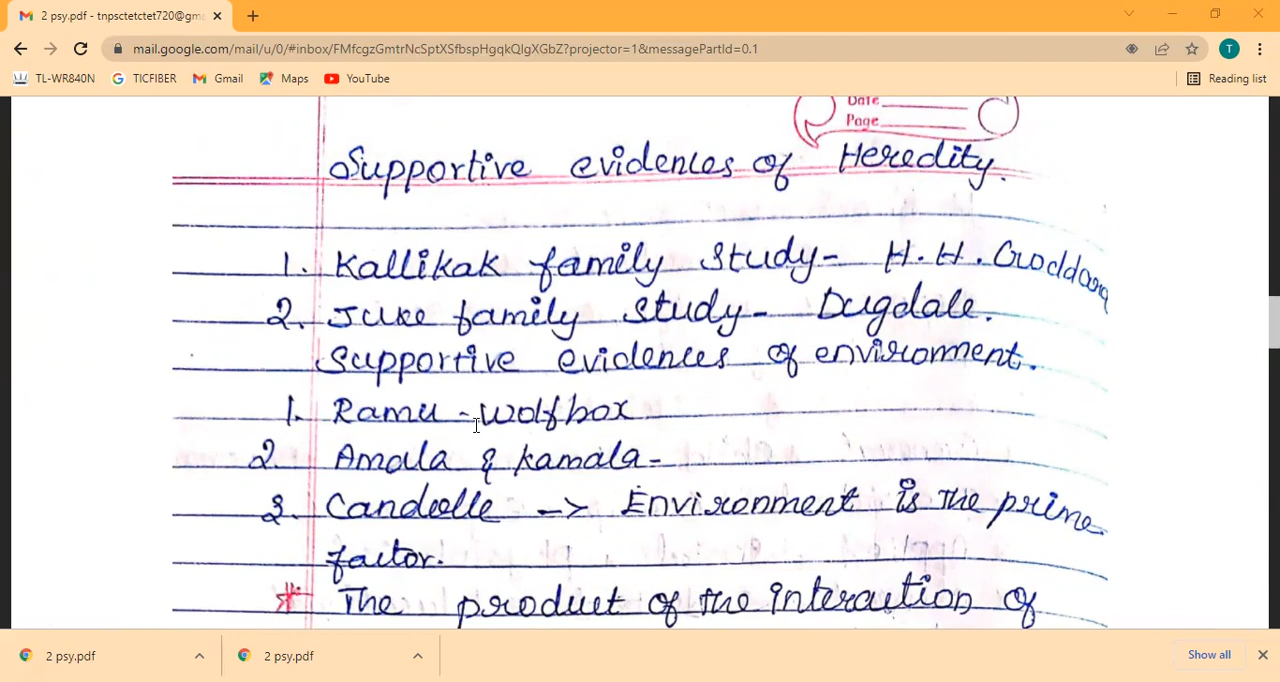 2 psy.pdf - tnpsctetctet720@gm
mail.google.com/mail/u/0/#inbox/FMfcgzGmtrNcSptXSfbspHgqkQlgXGbZ?projector=1&messagePartId=0.1
T
TL-WR840N TICFIBER Gmail Maps YouTube Reading list
Date
Page
Supportive evidences of Heredity.
1. Kallikak family Study- H.H. Goddard
2. Juke family Study- Dugdale.
Supportive evidences of environment.
1. Ramu - wolfbox
2. Amala & kamala-
3. Candolle -> Environment is the prime
factor.
* The product of the interaction of
2 psy.pdf 2 psy.pdf Show all